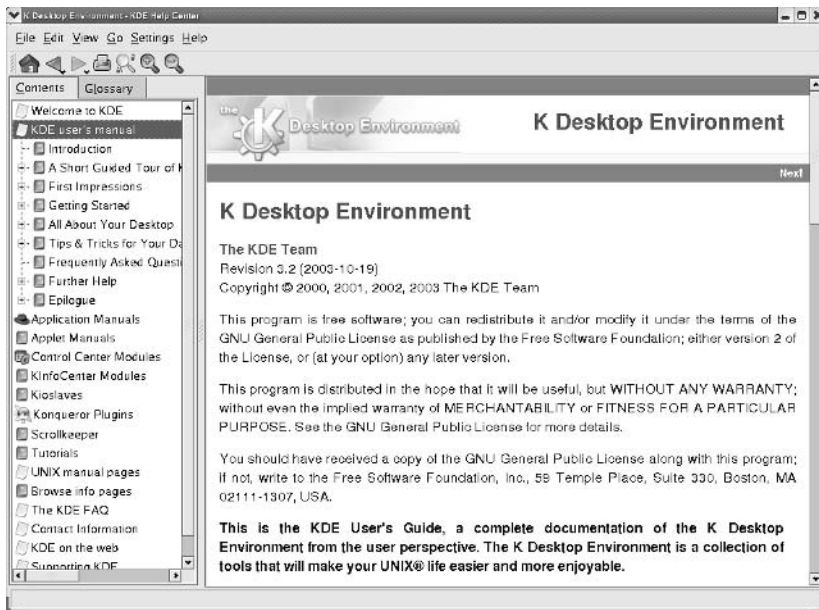 K Desktop Environment - KDE Help Center
File Edit View Go Settings Help
Contents Glossary
Welcome to KDE
KDE user's manual
Introduction
A Short Guided Tour of K
First Impressions
Getting Started
All About Your Desktop
Tips & Tricks for Your Da
Frequently Asked Questi
Further Help
Epilogue
Application Manuals
Applet Manuals
Control Center Modules
KInfoCenter Modules
Kioslaves
Konqueror Plugins
Scrollkeeper
Tutorials
UNIX manual pages
Browse info pages
The KDE FAQ
Contact Information
KDE on the web
Supporting KDE
the K Desktop Environment
K Desktop Environment
Next
K Desktop Environment
The KDE Team
Revision 3.2 (2003-10-19)
Copyright © 2000, 2001, 2002, 2003 The KDE Team
This program is free software; you can redistribute it and/or modify it under the terms of the
GNU General Public License as published by the Free Software Foundation; either version 2 of
the License, or (at your option) any later version.
This program is distributed in the hope that it will be useful, but WITHOUT ANY WARRANTY;
without even the implied warranty of MERCHANTABILITY or FITNESS FOR A PARTICULAR
PURPOSE. See the GNU General Public License for more details.
You should have received a copy of the GNU General Public License along with this program;
if not, write to the Free Software Foundation, Inc., 59 Temple Place, Suite 330, Boston, MA
02111-1307, USA.
This is the KDE User's Guide, a complete documentation of the K Desktop
Environment from the user perspective. The K Desktop Environment is a collection of
tools that will make your UNIX® life easier and more enjoyable.